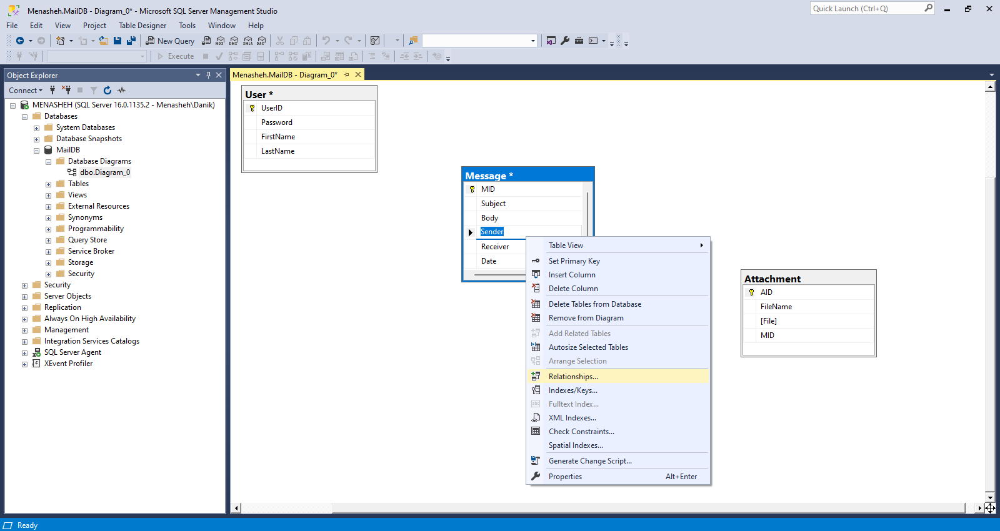 Menasheh.MailDB - Diagram_0* - Microsoft SQL Server Management Studio
Quick Launch (Ctrl+Q)
File Edit View Project Table Designer Tools Window Help
New Query
MDX DMX XMLA DAX
Execute
Object Explorer
Menasheh.MailDB - Diagram_0*
Connect
MENASHEH (SQL Server 16.0.1135.2 - Menasheh\Danik)
Databases
System Databases
Database Snapshots
MailDB
Database Diagrams
dbo.Diagram_0
Tables
Views
External Resources
Synonyms
Programmability
Query Store
Service Broker
Storage
Security
Security
Server Objects
Replication
Always On High Availability
Management
Integration Services Catalogs
SQL Server Agent
XEvent Profiler
User *
UserID
Password
FirstName
LastName
Message *
MID
Subject
Body
Sender
Receiver
Date
Table View
Set Primary Key
Insert Column
Delete Column
Delete Tables from Database
Remove from Diagram
Add Related Tables
Autosize Selected Tables
Arrange Selection
Relationships...
Indexes/Keys...
abc Fulltext Index...
XML Indexes...
Check Constraints...
Spatial Indexes...
Generate Change Script...
Properties Alt+Enter
Attachment
AID
FileName
[File]
MID
Ready